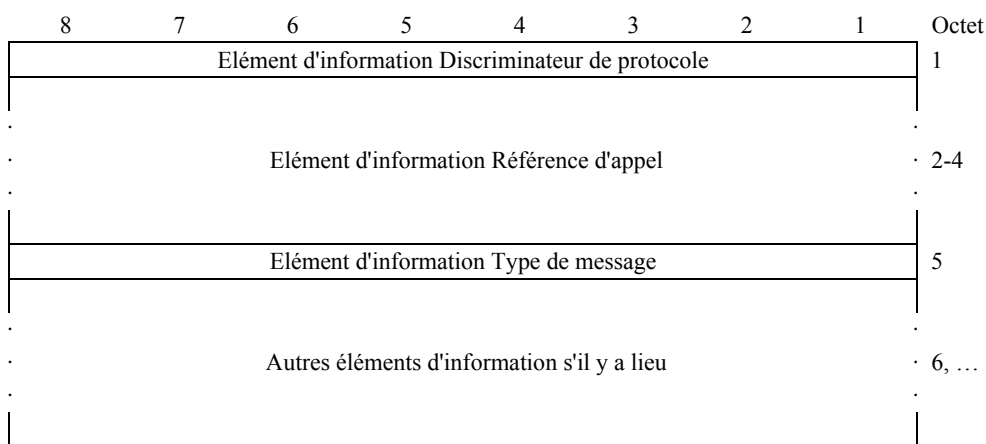 8 7 6 5 4 3 2 1 Octet
Elément d'information Discriminateur de protocole 1
Elément d'information Référence d'appel 2-4
Elément d'information Type de message 5
Autres éléments d'information s'il y a lieu 6, …